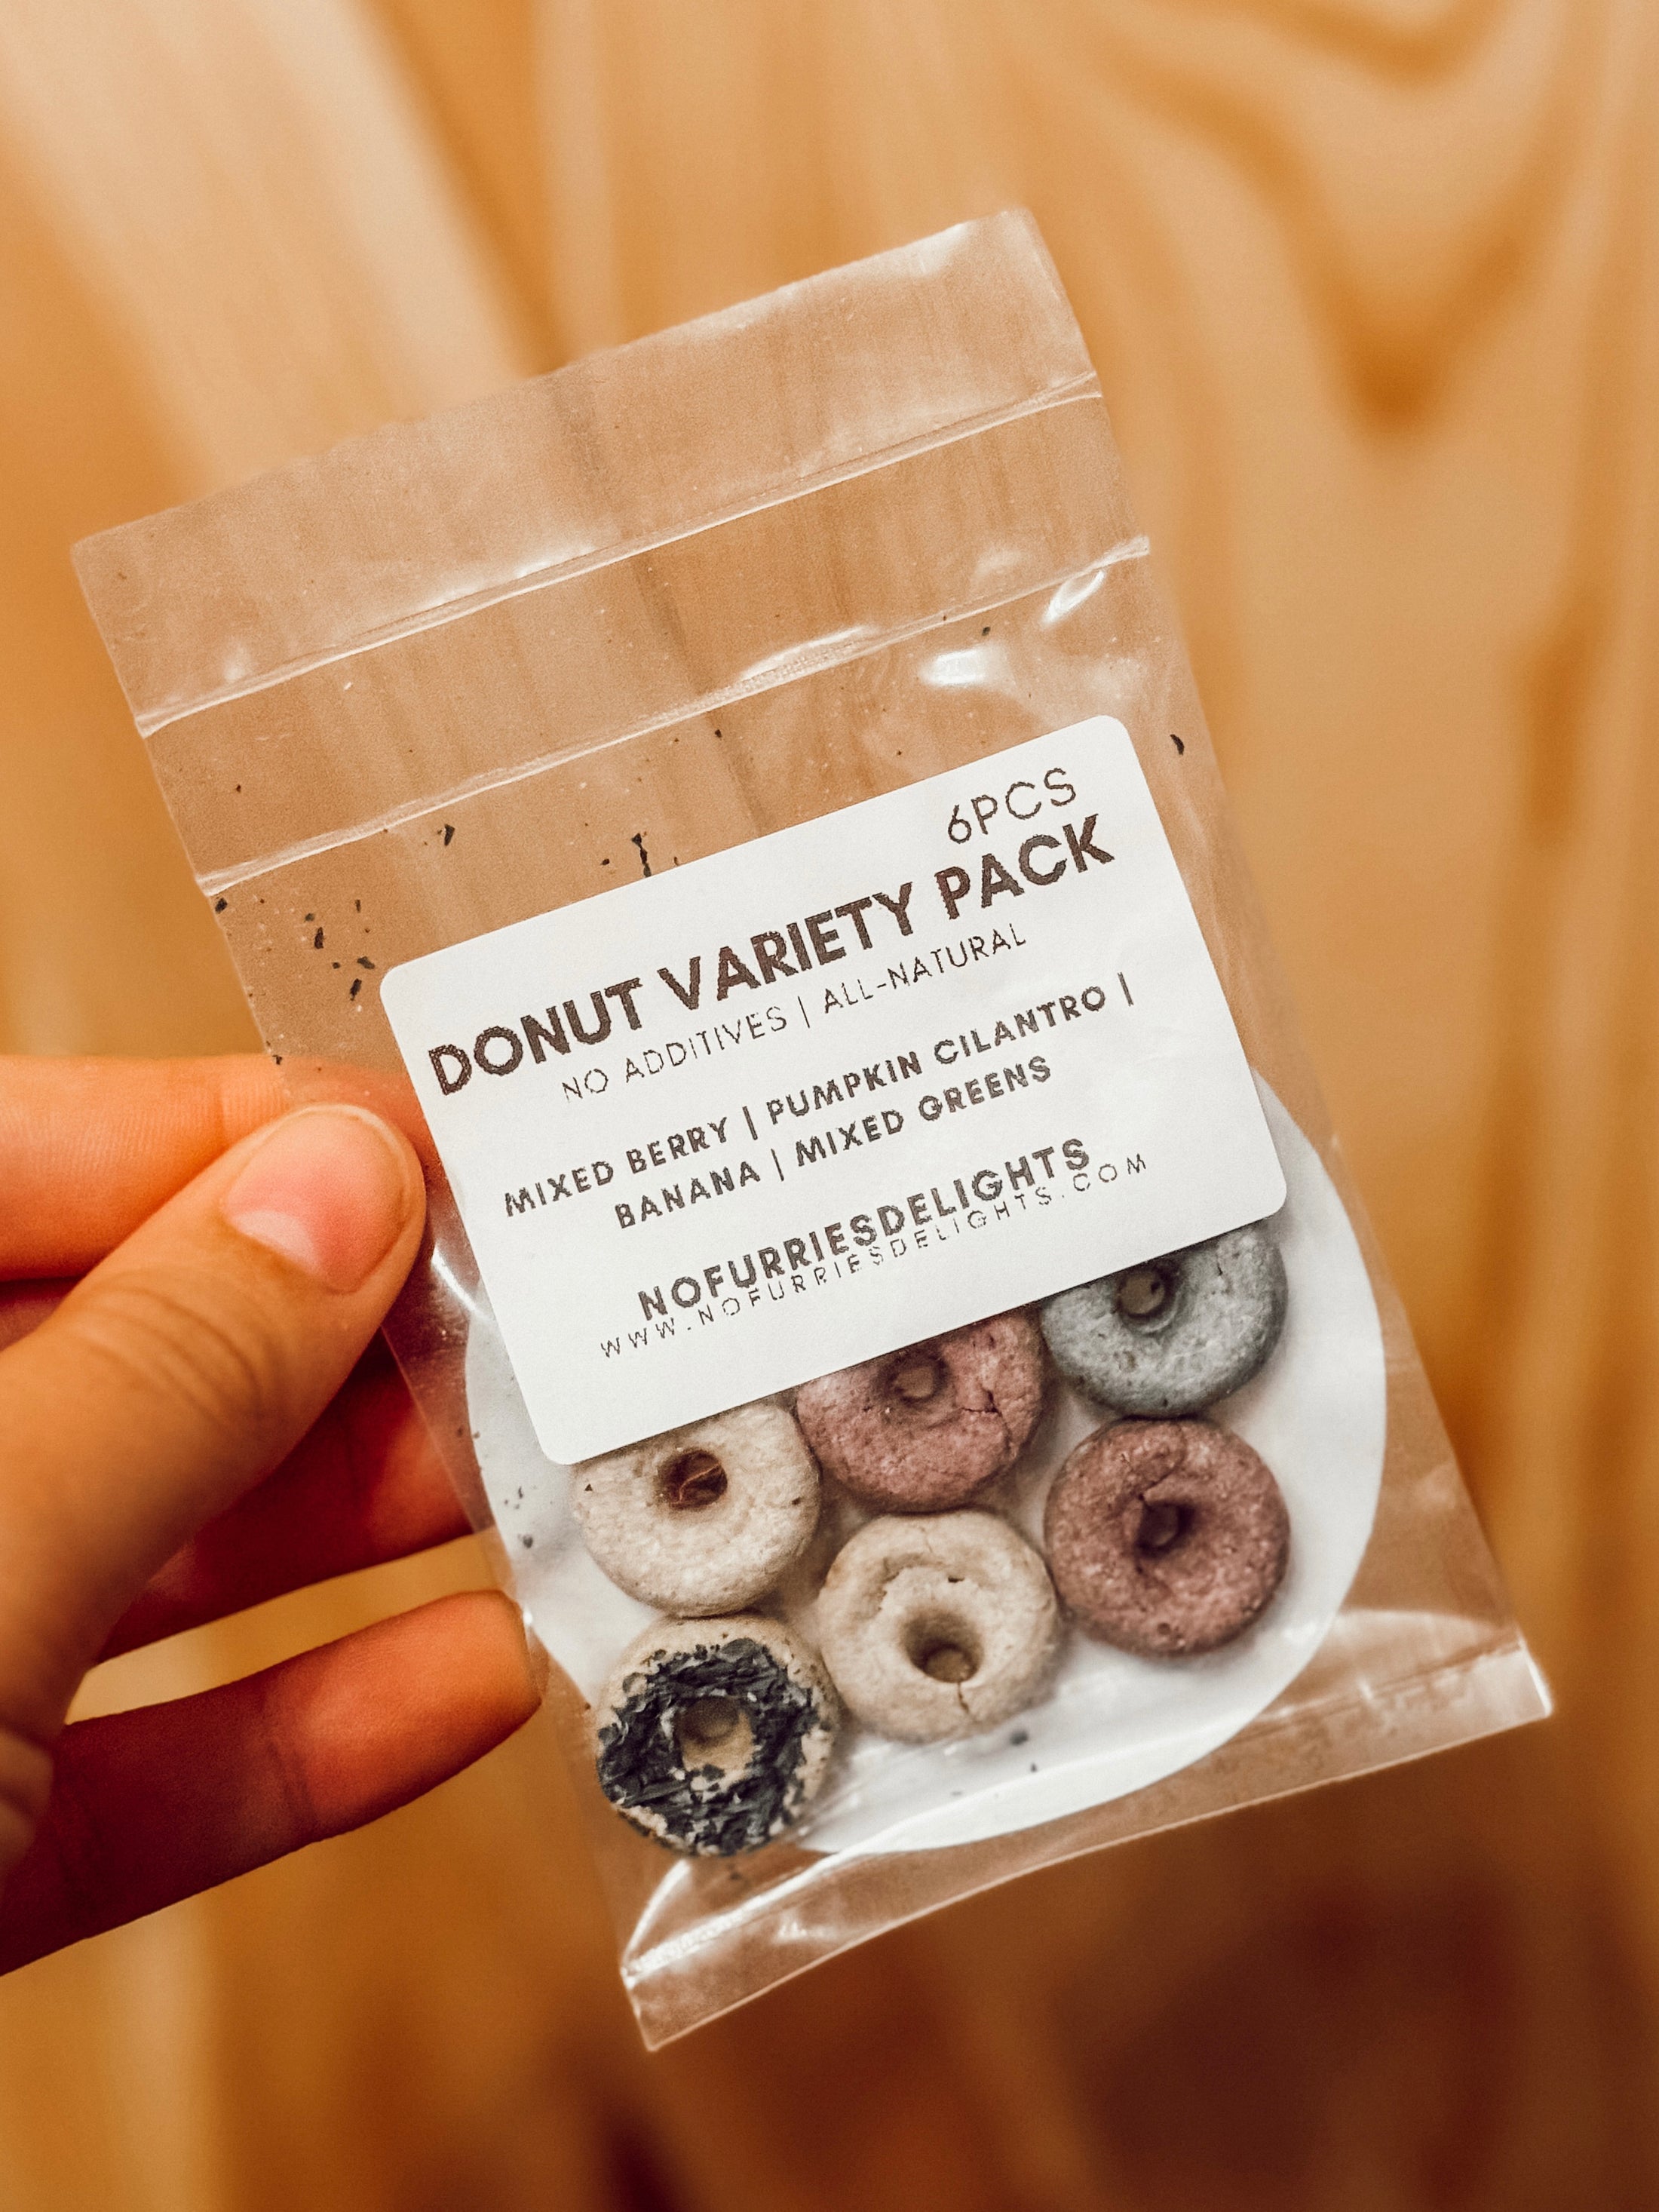 6PCS
DONUT VARIETY PACK
NO ADDITIVES | ALL-NATURAL
MIXED BERRY | PUMPKIN CILANTRO |
BANANA | MIXED GREENS
NOFURRIESDELIGHTS
WWW.NOFURRIESDELIGHTS.COM